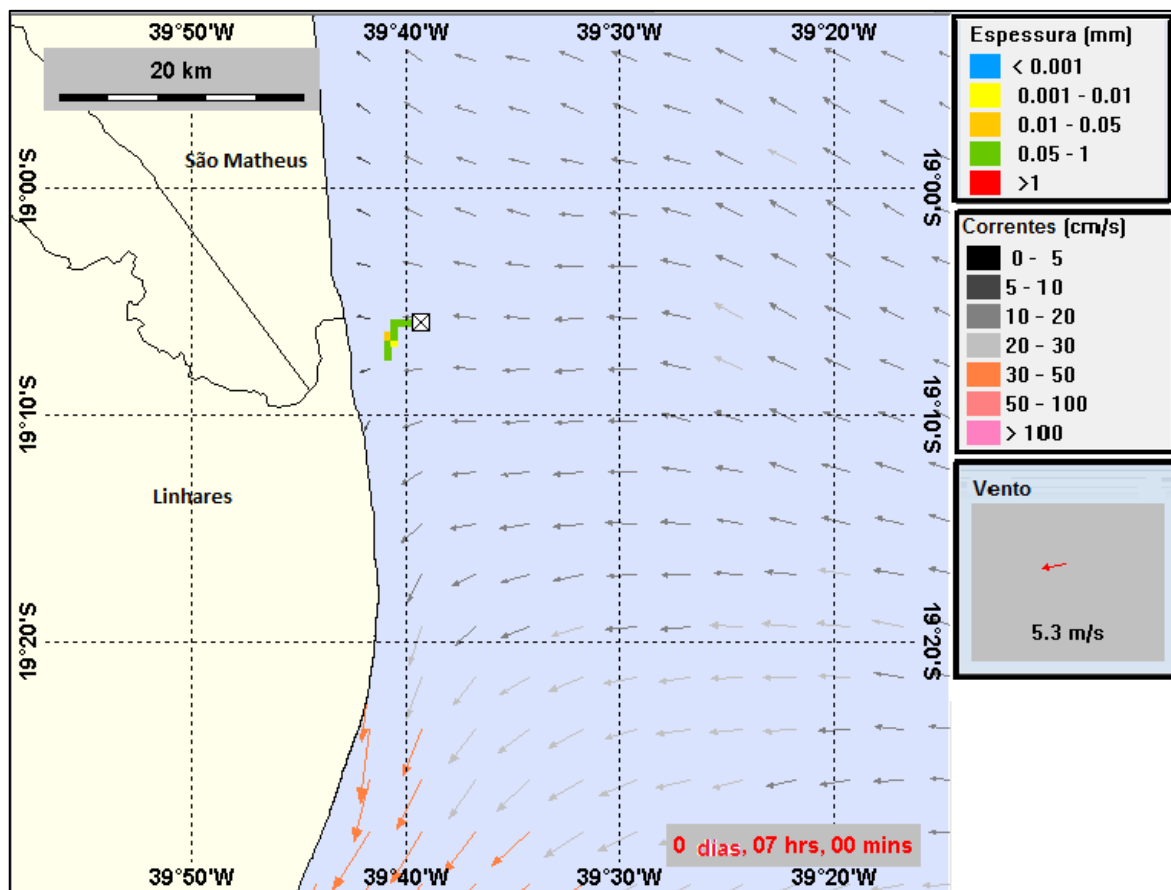 39°50'W
39°40'W
39°30'W
39°20'W
20 km
São Matheus
19°00'S
19°00'S
19°10'S
19°10'S
Linhares
19°20'S
19°20'S
0 dias, 07 hrs, 00 mins
39°50'W
39°40'W
39°30'W
39°20'W
Espessura (mm)
< 0.001
0.001 - 0.01
0.01 - 0.05
0.05 - 1
>1
Correntes (cm/s)
0 - 5
5 - 10
10 - 20
20 - 30
30 - 50
50 - 100
> 100
Vento
5.3 m/s